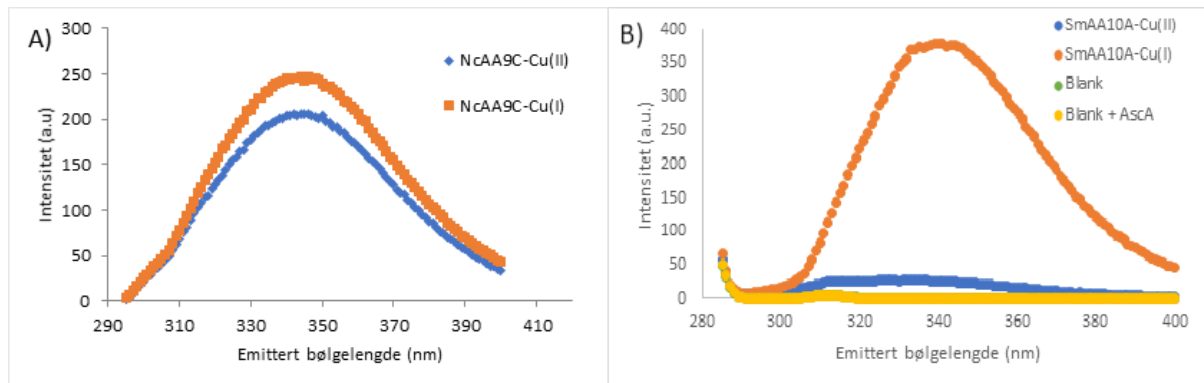 A)
Intensitet (a.u)
300
250
200
150
100
50
0
290 310 330 350 370 390 410
Emittert bølgelengde (nm)
NcAA9C-Cu(II)
NcAA9C-Cu(I)
B)
Intensitet (a.u.)
400
350
300
250
200
150
100
50
0
280 300 320 340 360 380 400
Emittert bølgelengde (nm)
SmAA10A-Cu(II)
SmAA10A-Cu(I)
Blank
Blank + AscA